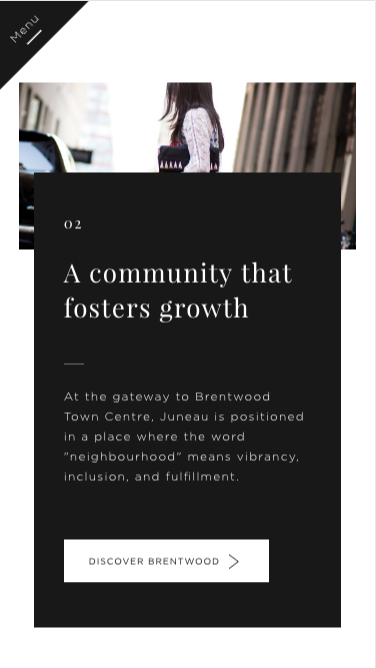 Menu
02
A community that
fosters growth
At the gateway to Brentwood
Town Centre, Juneau is positioned
in a place where the word
"neighbourhood" means vibrancy,
inclusion, and fulfillment.
DISCOVER BRENTWOOD